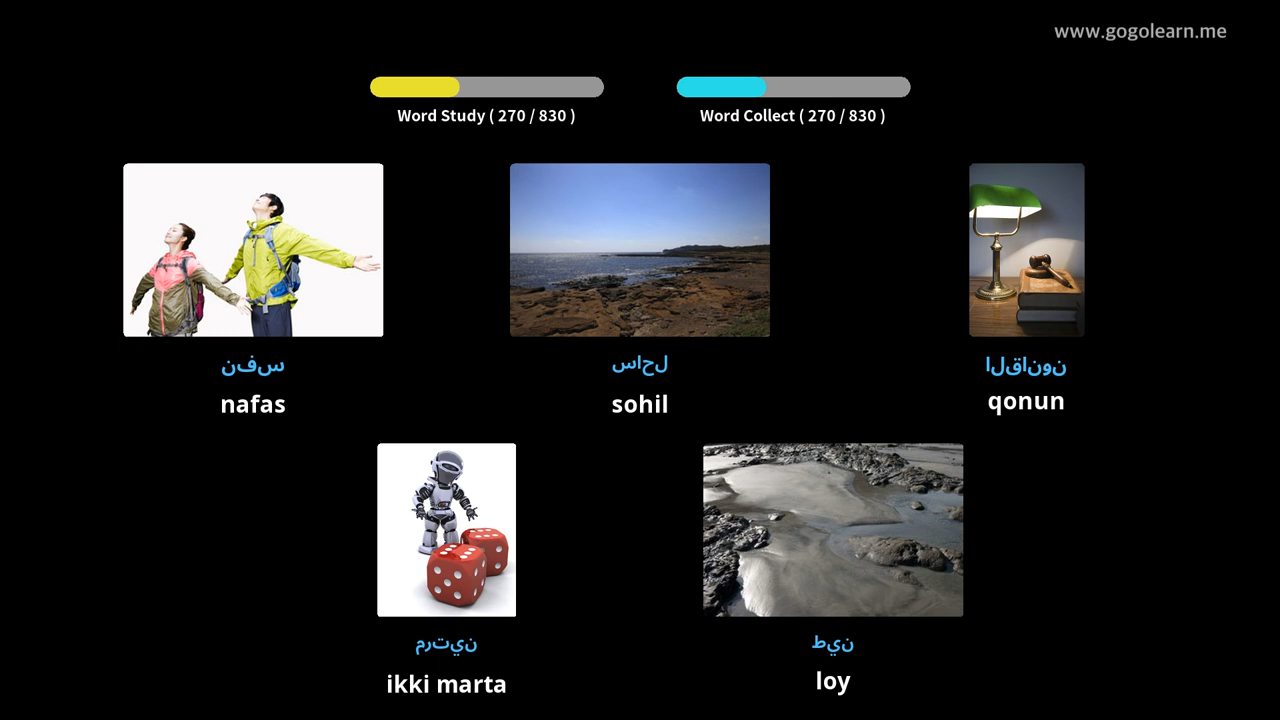 www.gogolearn.me
Word Study ( 270 / 830 )
Word Collect ( 270 / 830 )
نفس
nafas
ساحل
sohil
القانون
qonun
مرتين
ikki marta
طين
loy